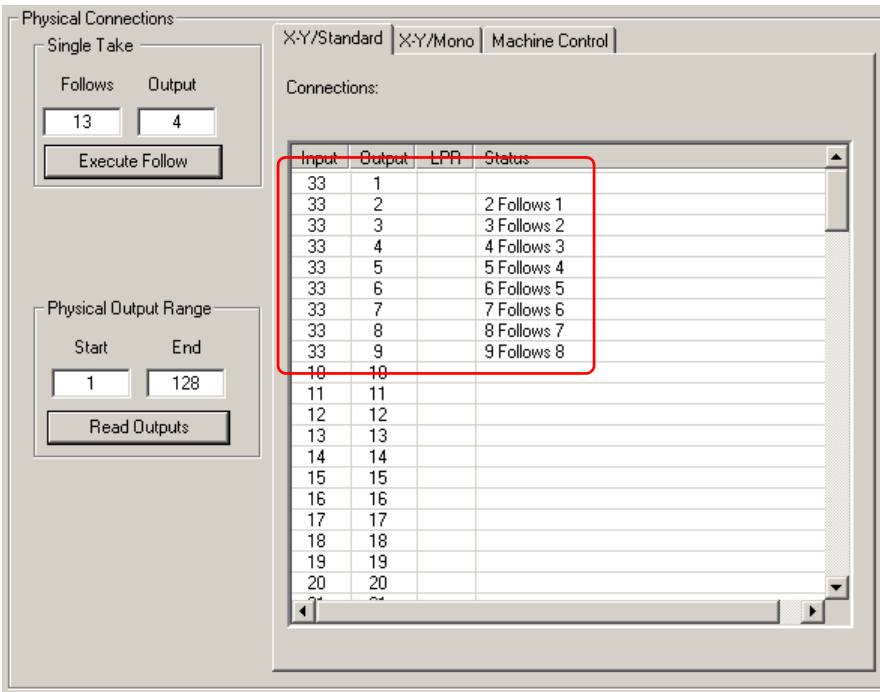 Physical Connections
Single Take
Follows Output
13 4
Execute Follow
Physical Output Range
Start End
1 128
Read Outputs
X-Y/Standard X-Y/Mono Machine Control
Connections:
Input Output LPR Status
33 1
33 2 2 Follows 1
33 3 3 Follows 2
33 4 4 Follows 3
33 5 5 Follows 4
33 6 6 Follows 5
33 7 7 Follows 6
33 8 8 Follows 7
33 9 9 Follows 8
10 10
11 11
12 12
13 13
14 14
15 15
16 16
17 17
18 18
19 19
20 20